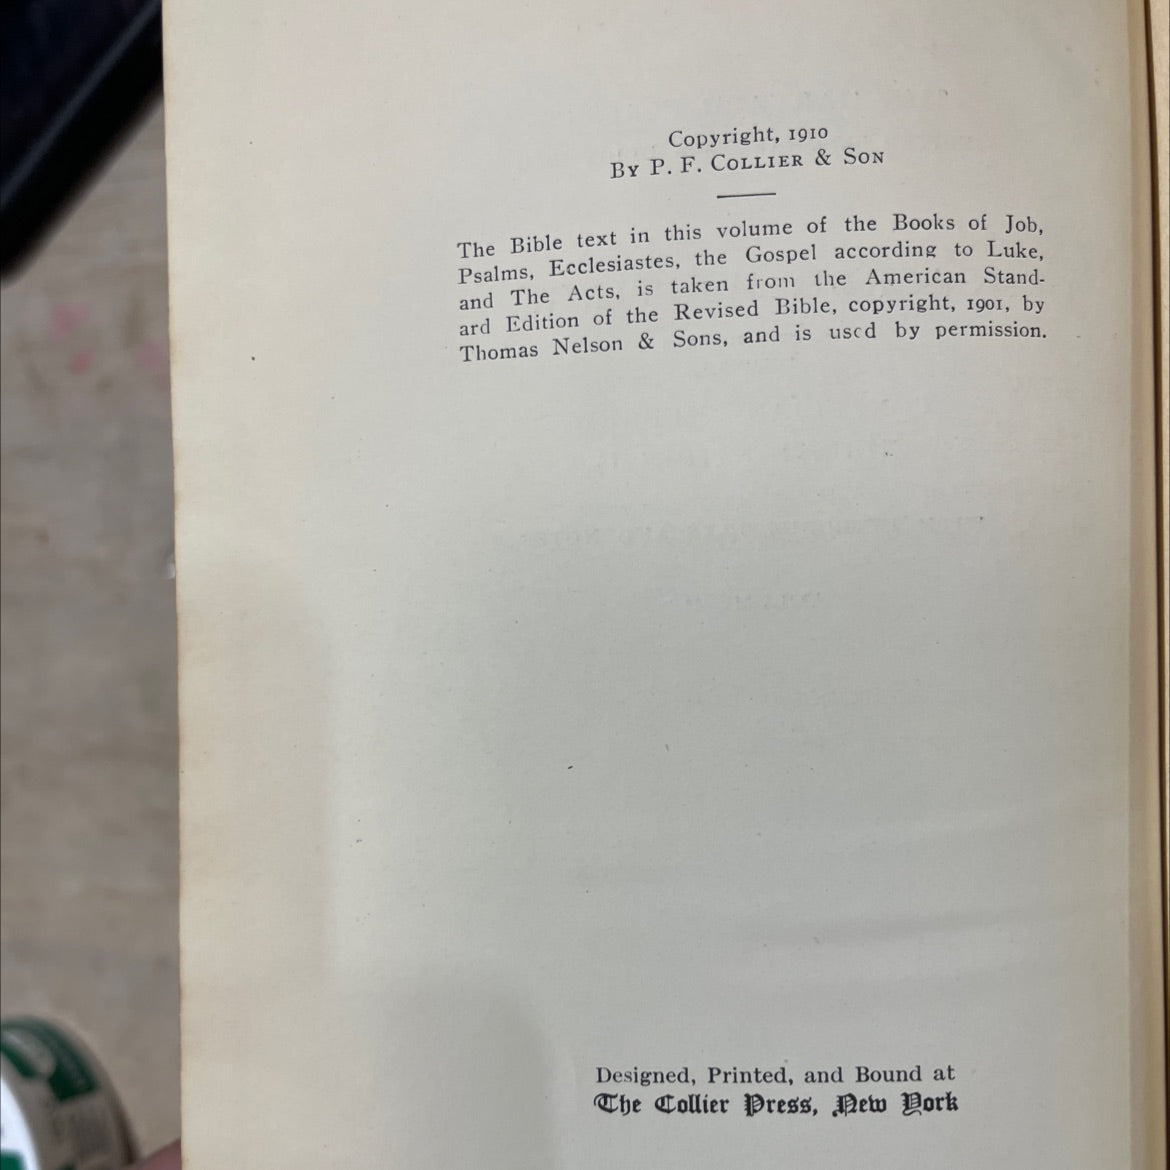 Copyright, 1910
By P. F. Collier & Son
The Bible text in this volume of the Books of Job,
Psalms, Ecclesiastes, the Gospel according to Luke,
and The Acts, is taken from the American Stand-
ard Edition of the Revised Bible, copyright, 1901, by
Thomas Nelson & Sons, and is used by permission.
Designed, Printed, and Bound at
The Collier Press, New York